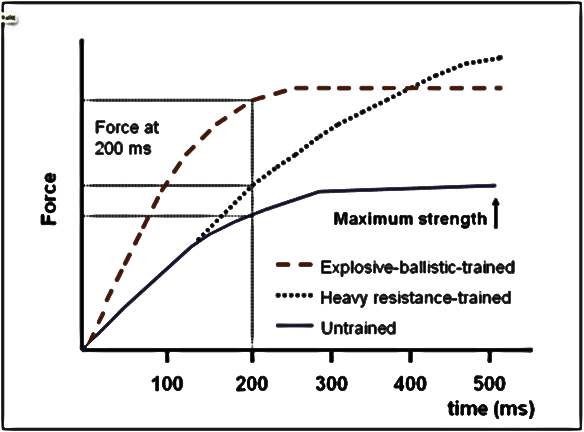 Force at
200 ms
Force
Maximum strength
Explosive-ballistic-trained
Heavy resistance-trained
Untrained
100 200 300 400 500
time (ms)